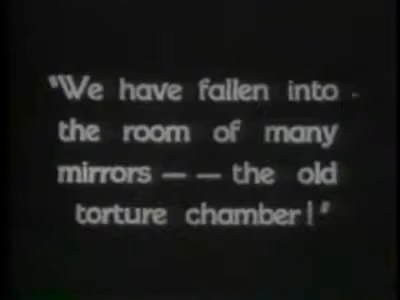 "We have fallen into
the room of many
mirrors — — the old
torture chamber!"